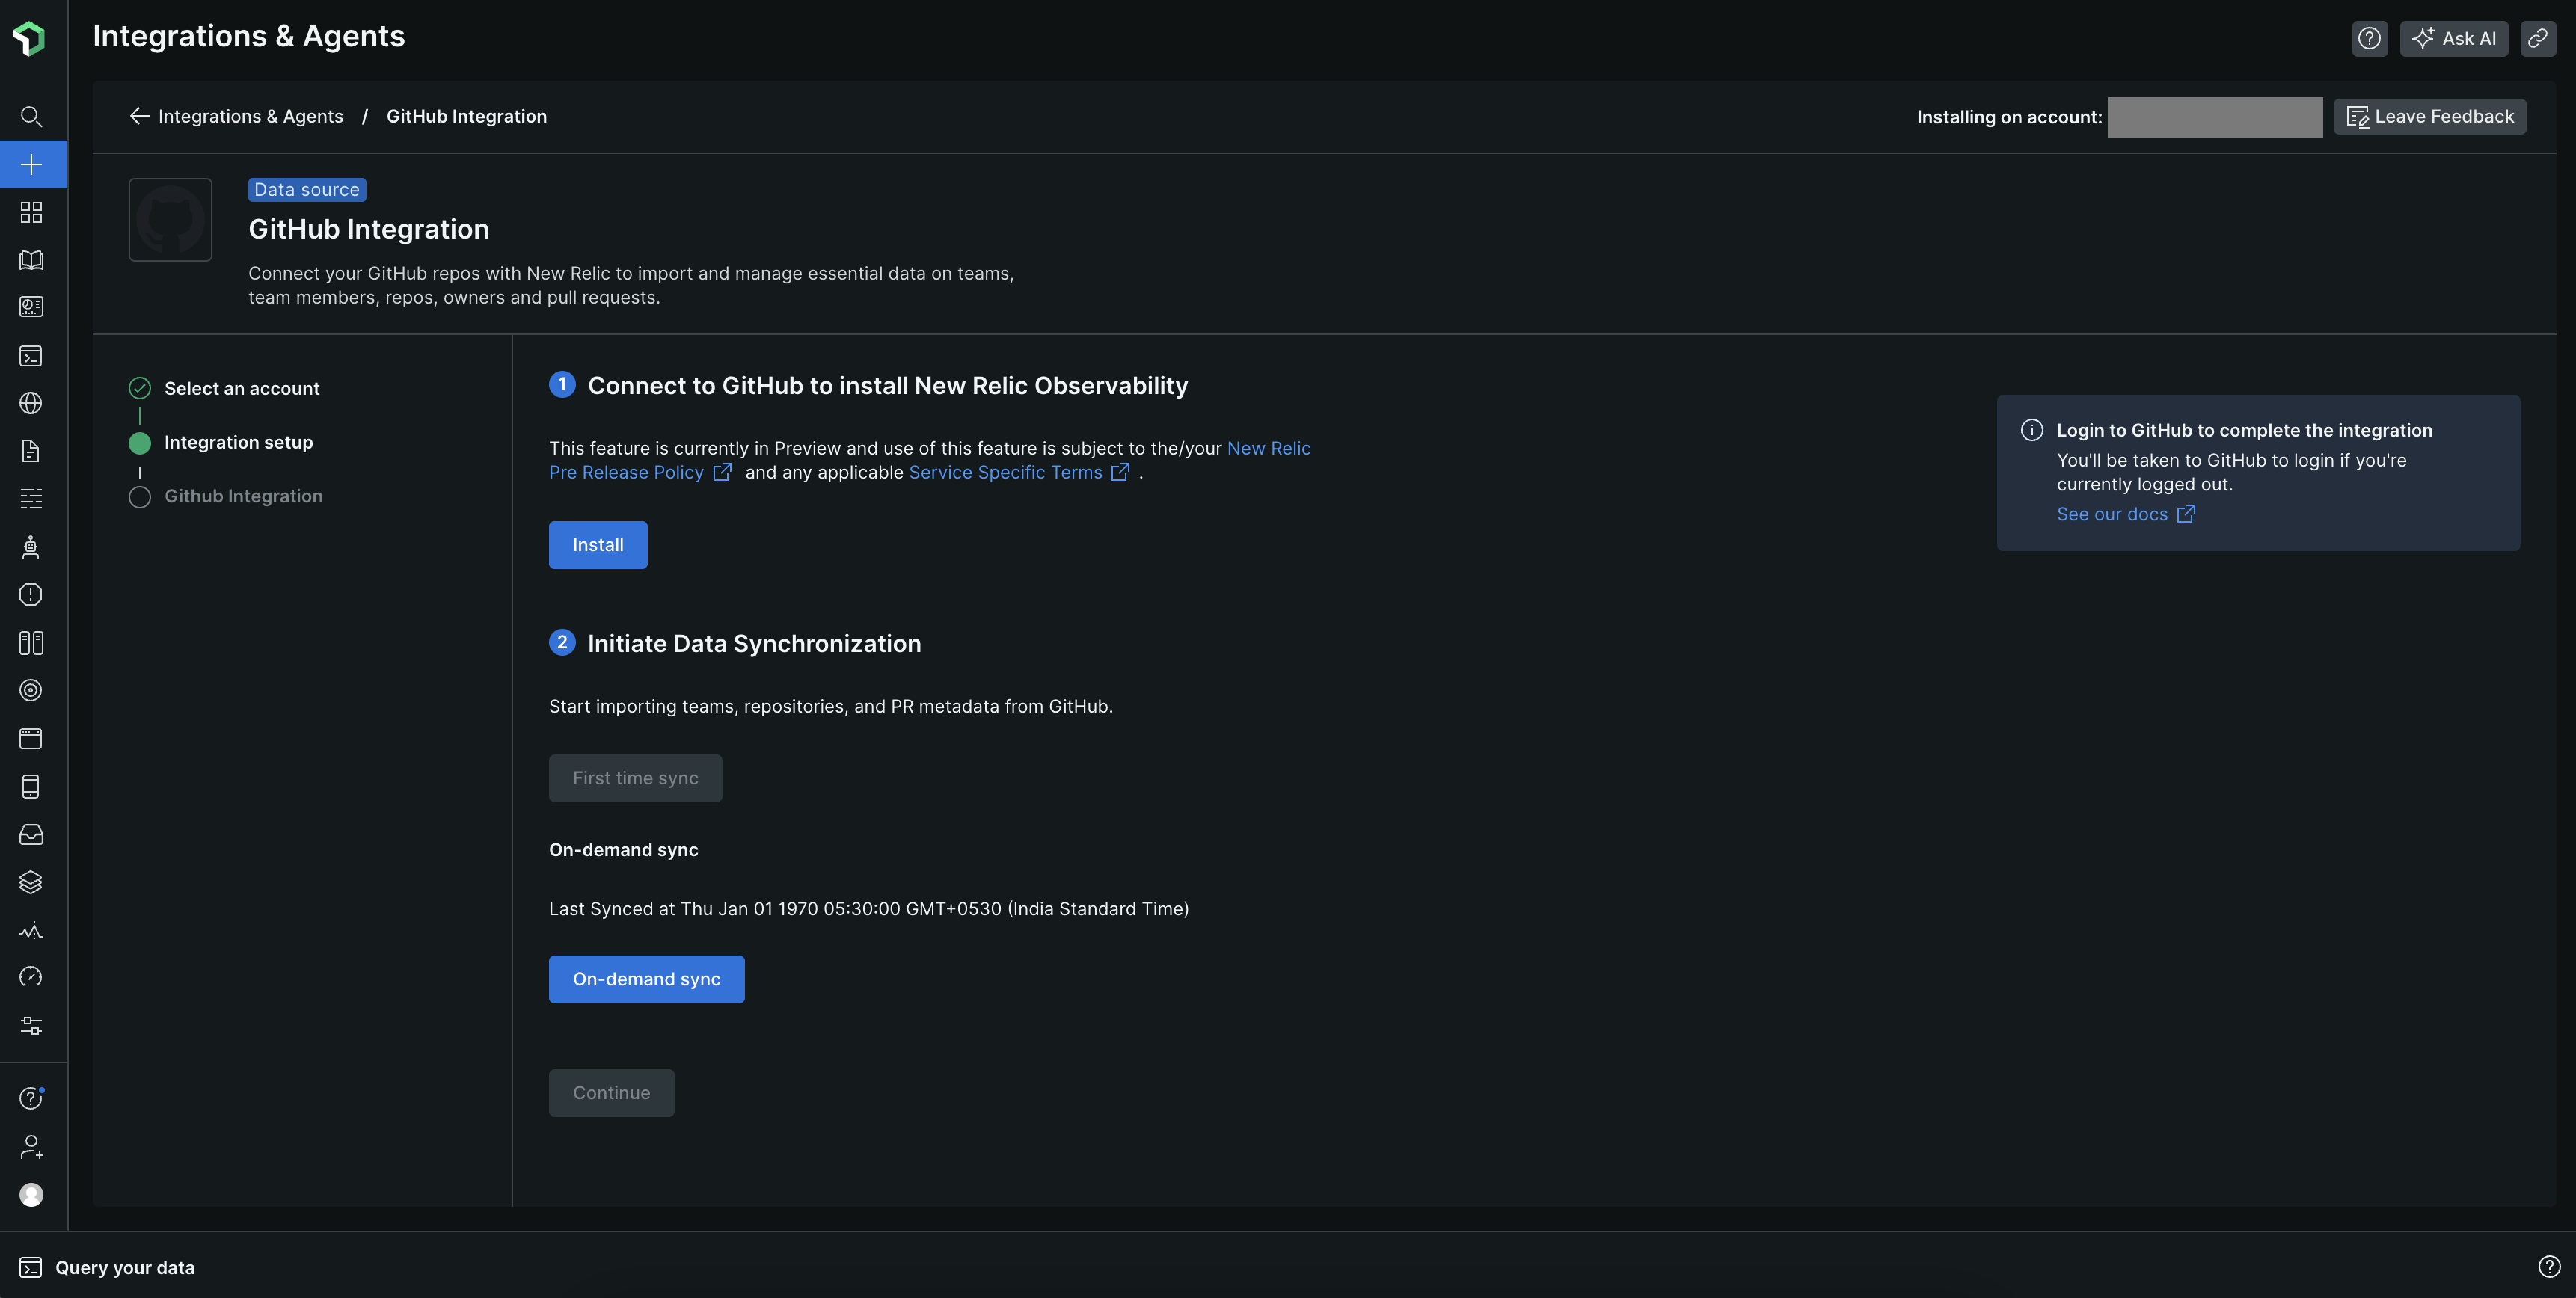 Integrations & Agents
Ask AI
Integrations & Agents / GitHub Integration
Installing on account:
Leave Feedback
Data source
GitHub Integration
Connect your GitHub repos with New Relic to import and manage essential data on teams,
team members, repos, owners and pull requests.
Select an account
Integration setup
Github Integration
1 Connect to GitHub to install New Relic Observability
This feature is currently in Preview and use of this feature is subject to the/your New Relic
Pre Release Policy and any applicable Service Specific Terms .
Install
Login to GitHub to complete the integration
You'll be taken to GitHub to login if you're
currently logged out.
See our docs
2 Initiate Data Synchronization
Start importing teams, repositories, and PR metadata from GitHub.
First time sync
On-demand sync
Last Synced at Thu Jan 01 1970 05:30:00 GMT+0530 (India Standard Time)
On-demand sync
Continue
Query your data